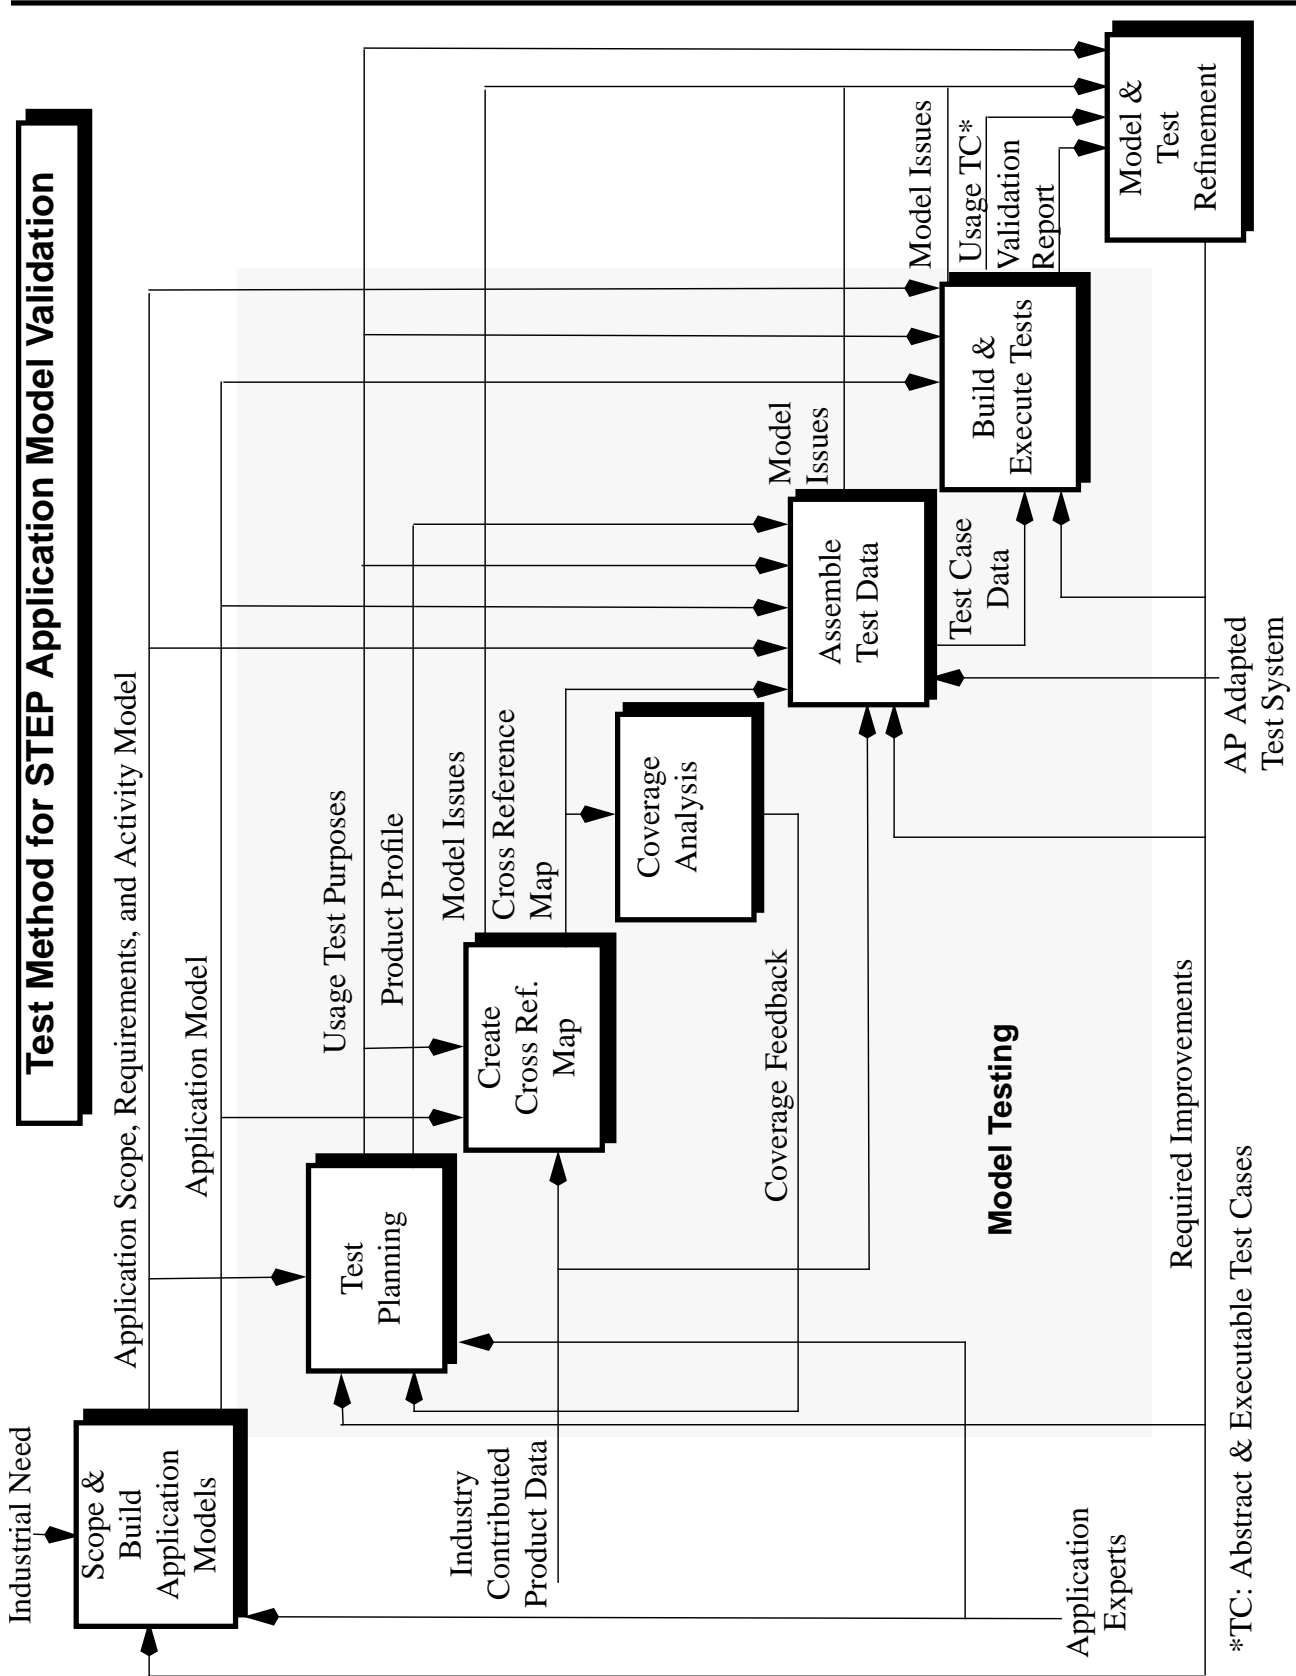 Test Method for STEP Application Model Validation
Industrial Need
Scope &
Build
Application
Models
Application Scope, Requirements, and Activity Model
Application Model
Test
Planning
Usage Test Purposes
Product Profile
Create
Cross Ref.
Map
Model Issues
Cross Reference
Map
Coverage
Analysis
Coverage Feedback
Assemble
Test Data
Model
Issues
Test Case
Data
Build &
Execute Tests
Model Issues
Usage TC*
Validation
Report
Model &
Test
Refinement
Industry
Contributed
Product Data
Model Testing
Application
Experts
Required Improvements
AP Adapted
Test System
*TC: Abstract & Executable Test Cases